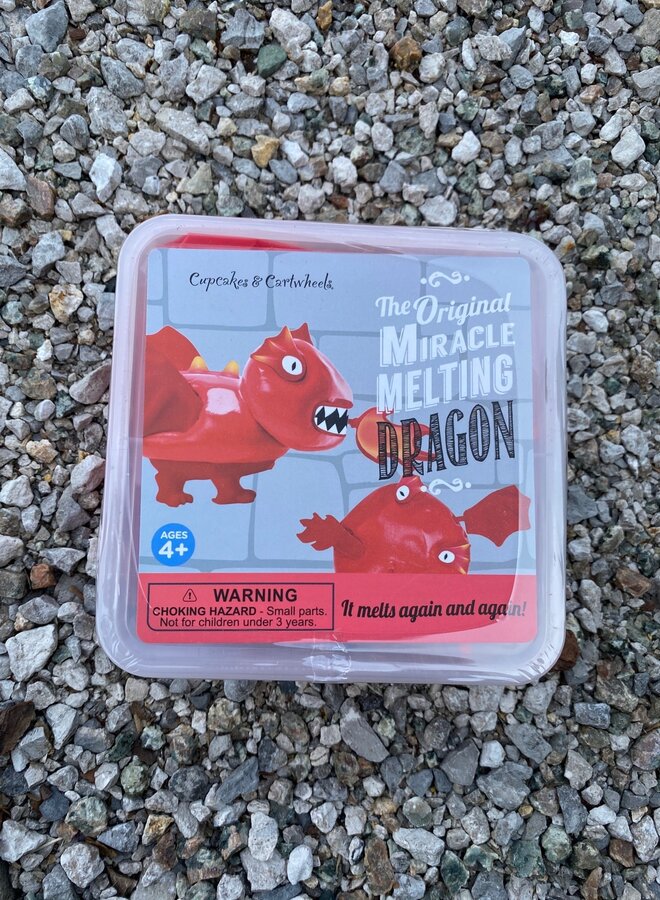 Cupcakes & Cartwheels
The Original
MIRACLE
MELTING
DRAGON
AGES
4+
⚠ WARNING
CHOKING HAZARD - Small parts.
Not for children under 3 years.
It melts again and again!